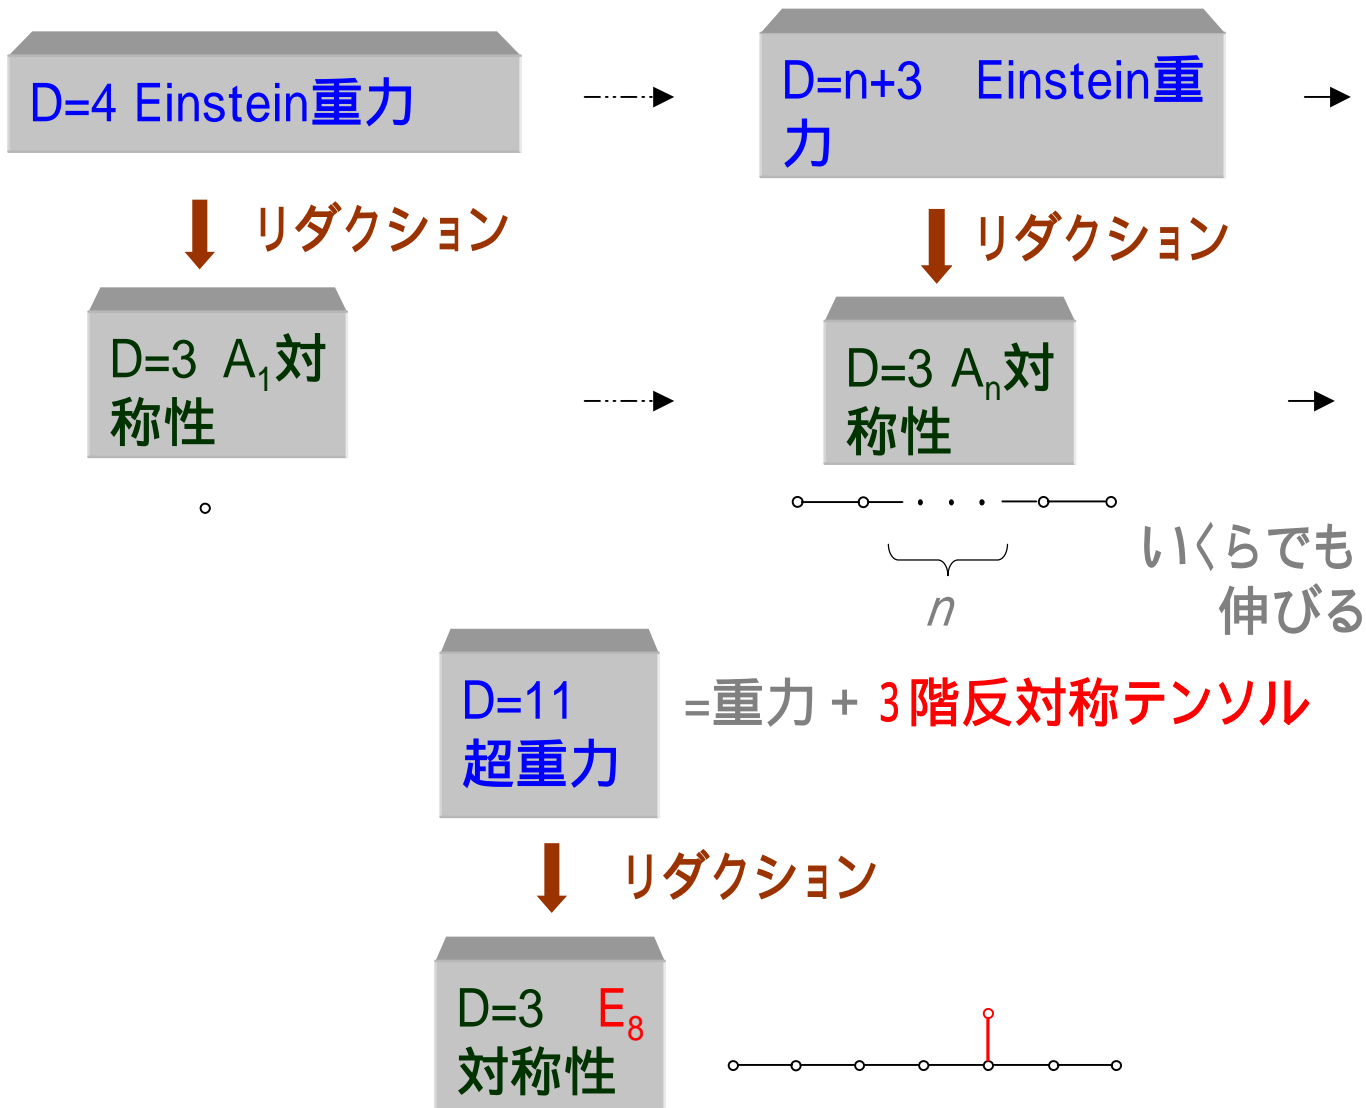 D=4 Einstein重力
D=n+3　Einstein重
力
リダクション
リダクション
D=3 A₁対
称性
D=3 Aₙ対
称性
・・・
n
いくらでも
伸びる
D=11
超重力
=重力 + 3階反対称テンソル
リダクション
D=3　E₈
対称性